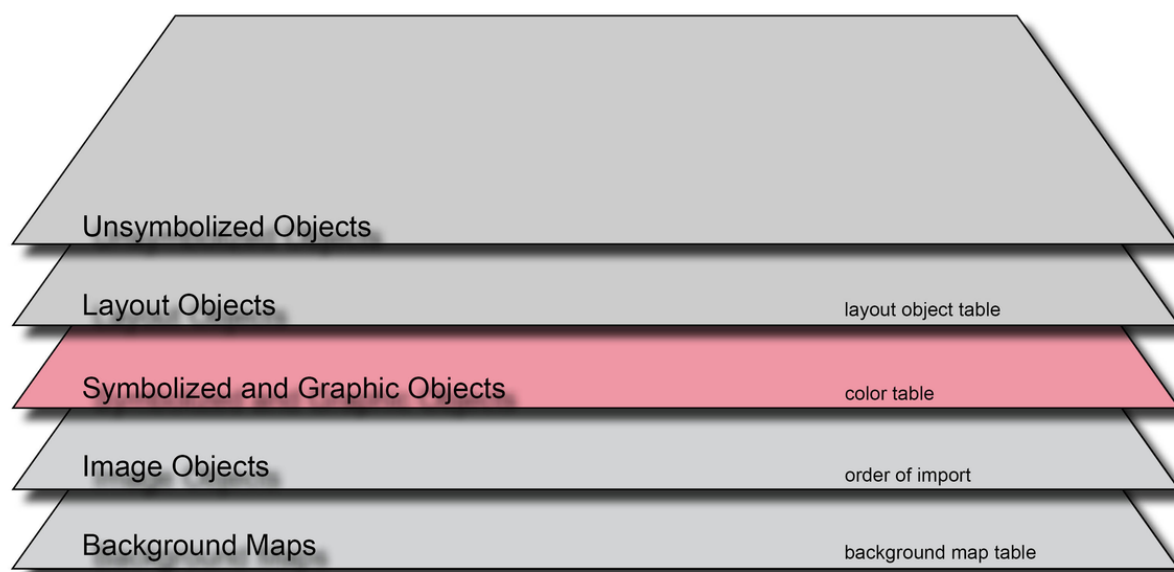 Unsymbolized Objects
Layout Objects layout object table
Symbolized and Graphic Objects color table
Image Objects order of import
Background Maps background map table